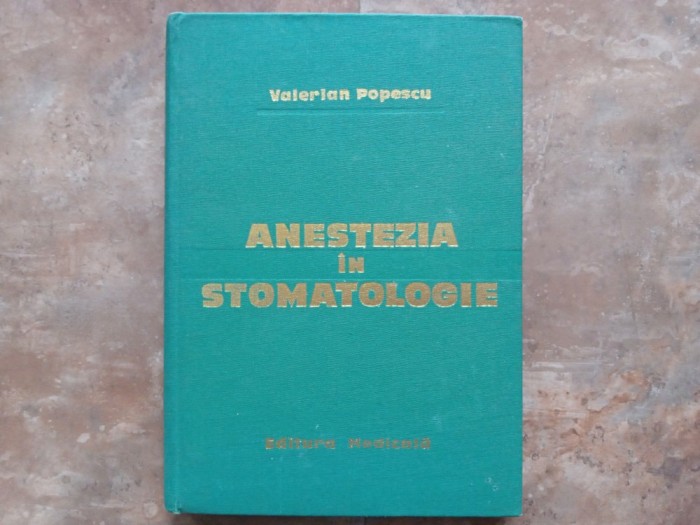 Valerian Popescu
ANESTEZIA
în
STOMATOLOGIE
Editura Medicală